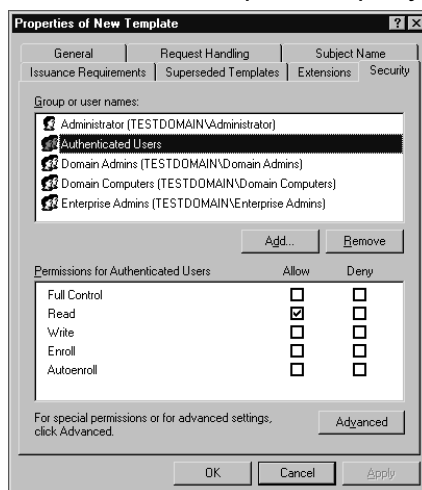 Properties of New Template
General Request Handling Subject Name
Issuance Requirements Superseded Templates Extensions Security
Group or user names:
Administrator (TESTDOMAIN\Administrator)
Authenticated Users
Domain Admins (TESTDOMAIN\Domain Admins)
Domain Computers (TESTDOMAIN\Domain Computers)
Enterprise Admins (TESTDOMAIN\Enterprise Admins)
Add... Remove
Permissions for Authenticated Users Allow Deny
Full Control
Read
Write
Enroll
Autoenroll
For special permissions or for advanced settings,
click Advanced.
Advanced
OK Cancel Apply